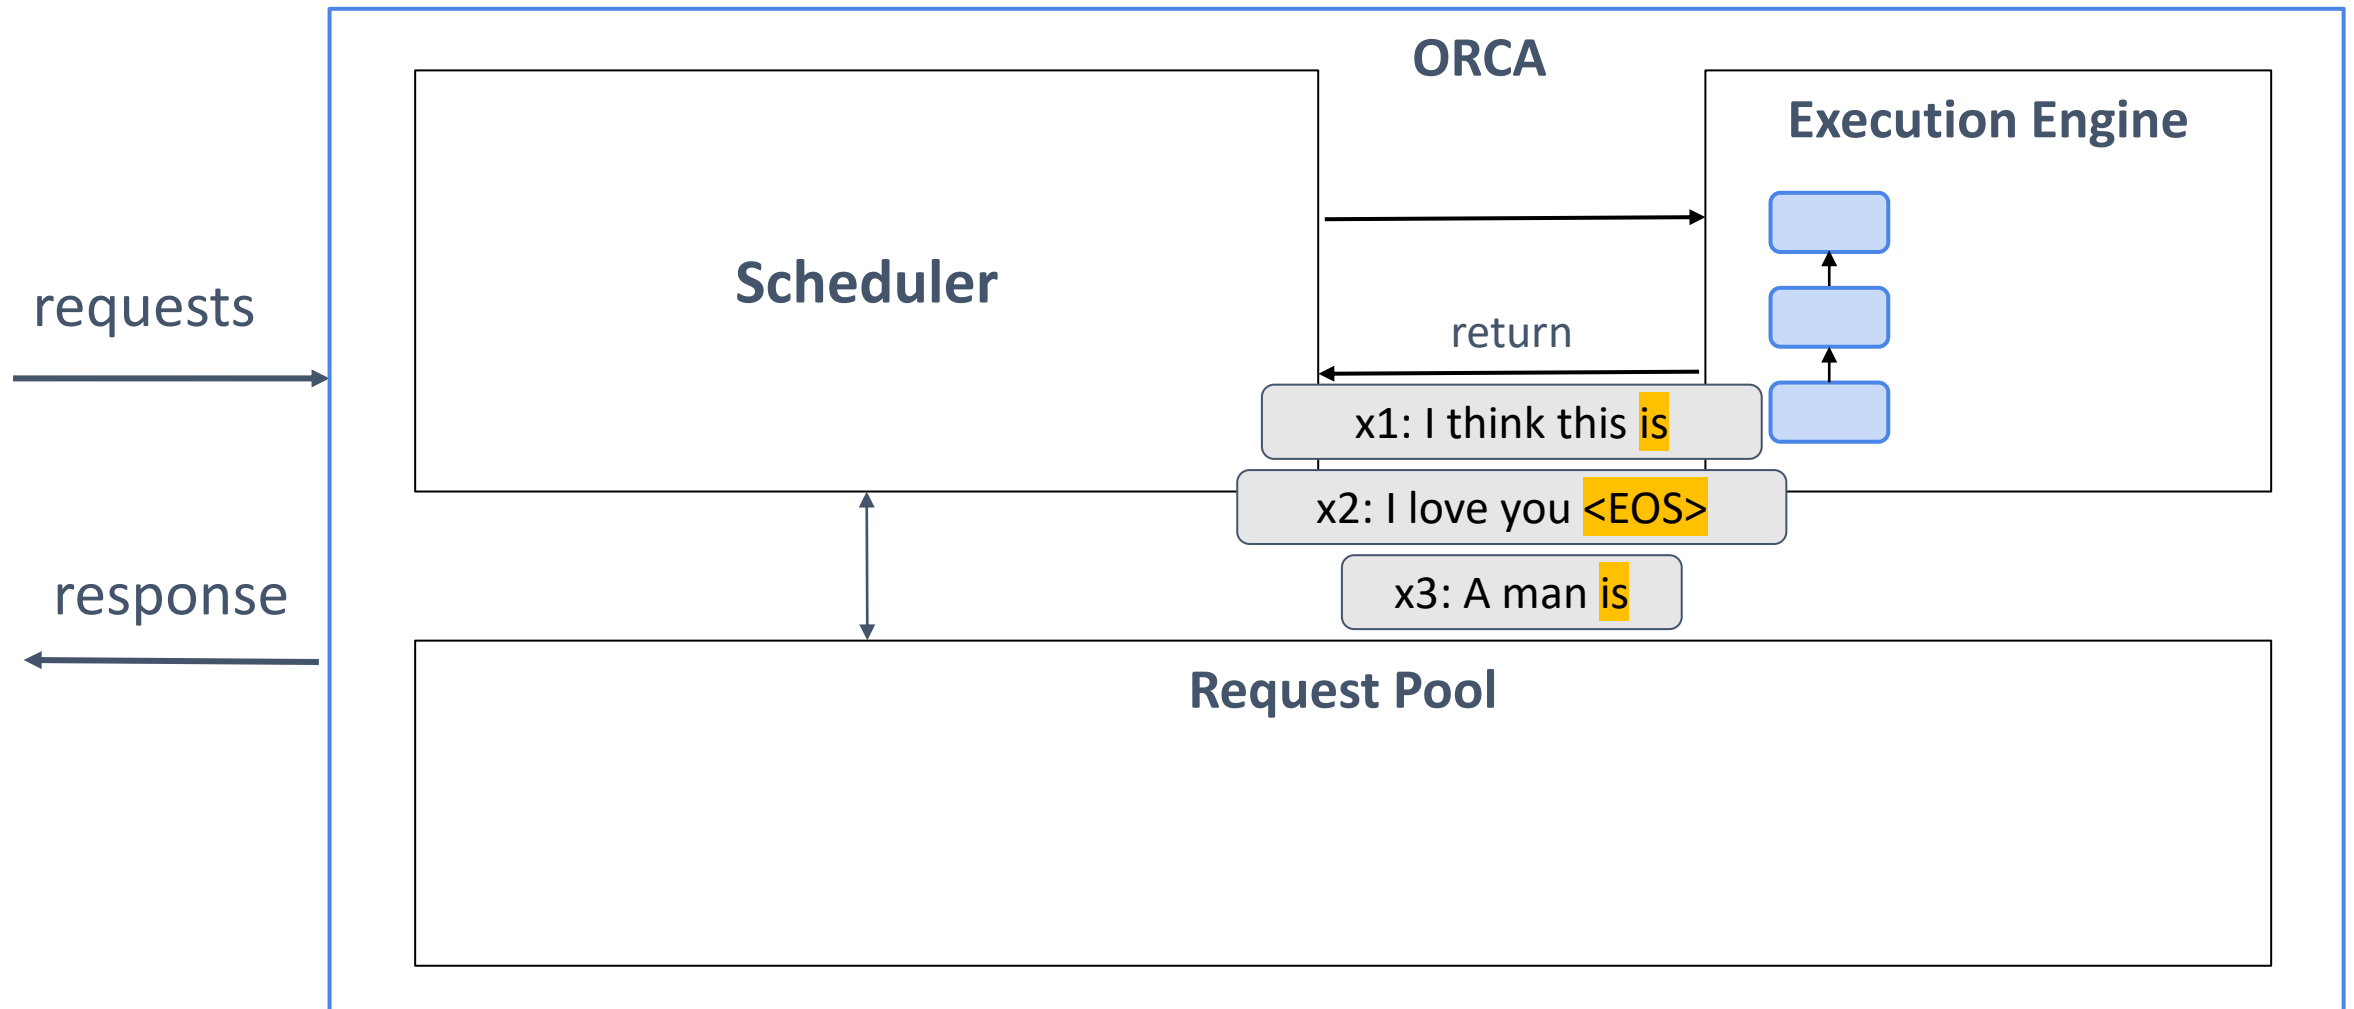 ORCA
Execution Engine
Scheduler
requests
return
x1: I think this is
x2: I love you <EOS>
x3: A man is
response
Request Pool